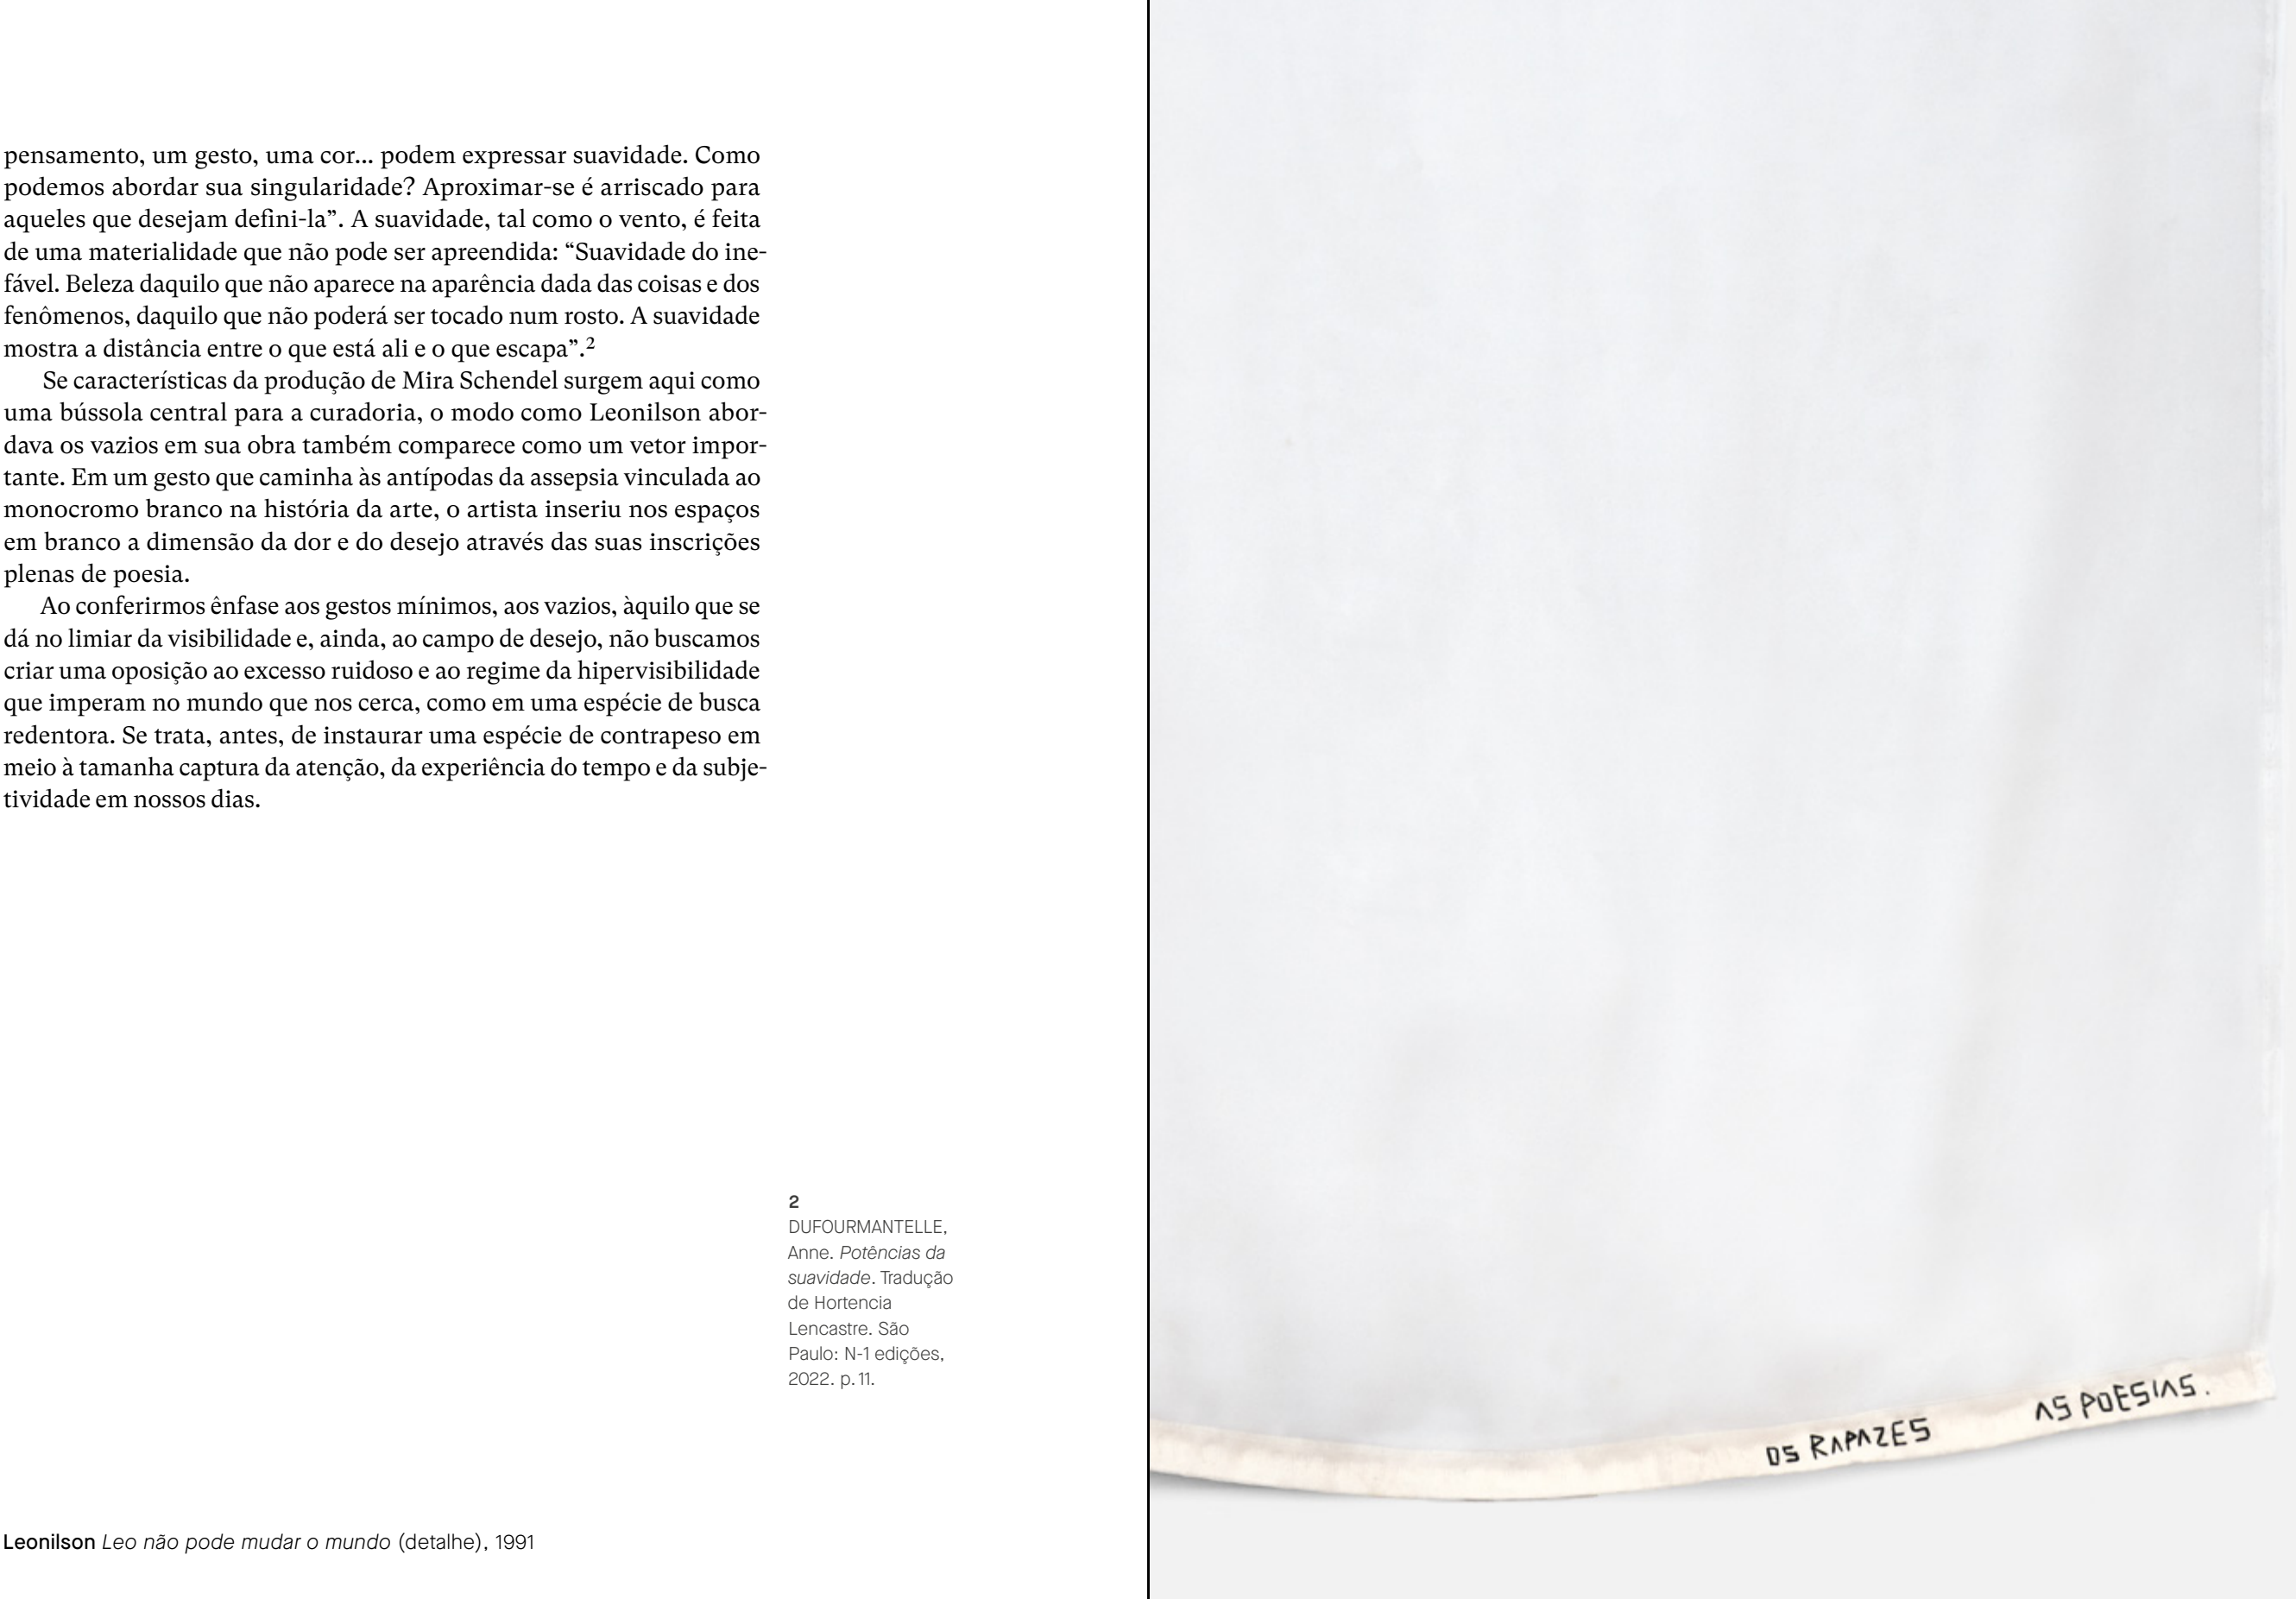 pensamento, um gesto, uma cor... podem expressar suavidade. Como
podemos abordar sua singularidade? Aproximar-se é arriscado para
aqueles que desejam defini-la”. A suavidade, tal como o vento, é feita
de uma materialidade que não pode ser apreendida: “Suavidade do ine-
fável. Beleza daquilo que não aparece na aparência dada das coisas e dos
fenômenos, daquilo que não poderá ser tocado num rosto. A suavidade
mostra a distância entre o que está ali e o que escapa”.²
Se características da produção de Mira Schendel surgem aqui como
uma bússola central para a curadoria, o modo como Leonilson abor-
dava os vazios em sua obra também comparece como um vetor impor-
tante. Em um gesto que caminha às antípodas da assepsia vinculada ao
monocromo branco na história da arte, o artista inseriu nos espaços
em branco a dimensão da dor e do desejo através das suas inscrições
plenas de poesia.
Ao conferirmos ênfase aos gestos mínimos, aos vazios, àquilo que se
dá no limiar da visibilidade e, ainda, ao campo de desejo, não buscamos
criar uma oposição ao excesso ruidoso e ao regime da hipervisibilidade
que imperam no mundo que nos cerca, como em uma espécie de busca
redentora. Se trata, antes, de instaurar uma espécie de contrapeso em
meio à tamanha captura da atenção, da experiência do tempo e da subje-
tividade em nossos dias.
2
DUFOURMANTELLE,
Anne. Potências da
suavidade. Tradução
de Hortencia
Lencastre. São
Paulo: N-1 edições,
2022. p. 11.
Leonilson Leo não pode mudar o mundo (detalhe), 1991
OS RAPAZES
AS POESIAS.